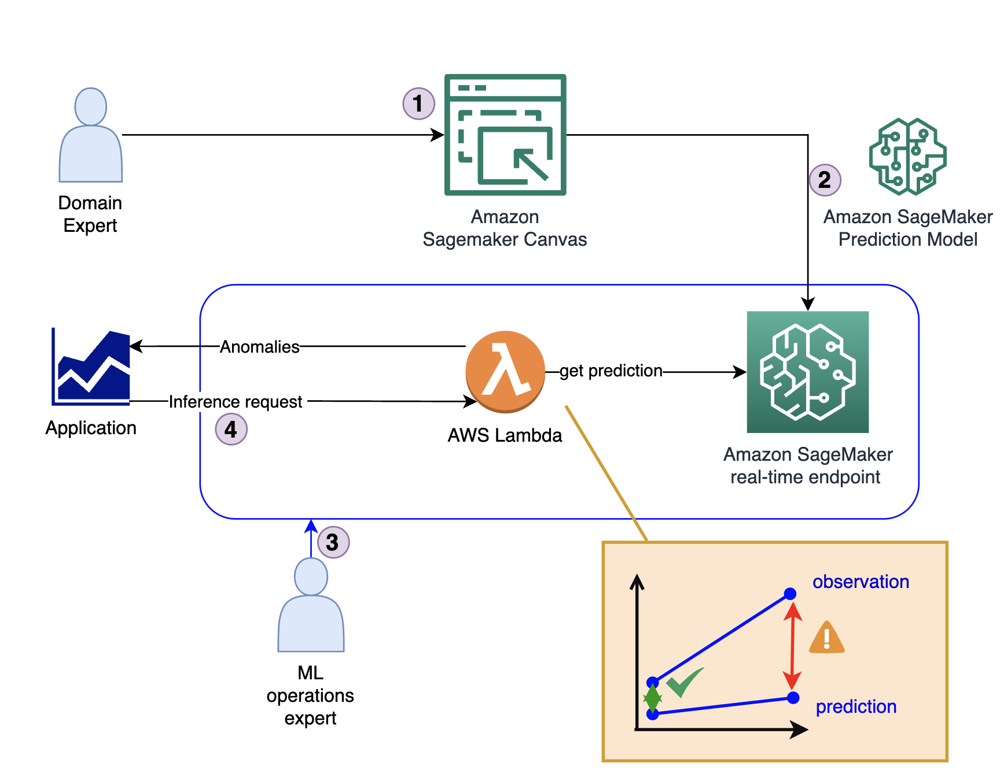 1
Domain
Expert
Amazon
Sagemaker Canvas
2
Amazon SageMaker
Prediction Model
Anomalies
get prediction
Inference request
4
Application
AWS Lambda
Amazon SageMaker
real-time endpoint
3
ML
operations
expert
observation
prediction